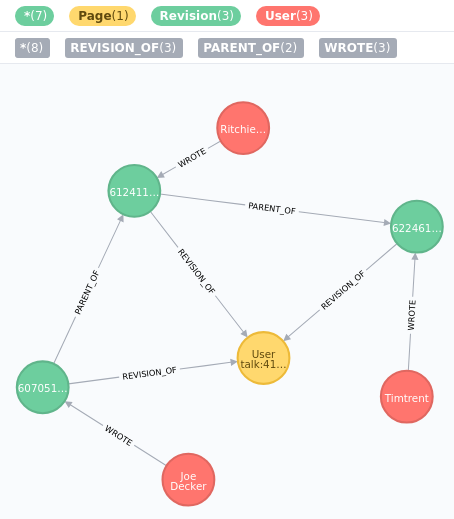 *(7) Page(1) Revision(3) User(3)
*(8) REVISION_OF(3) PARENT_OF(2) WROTE(3)
Ritchie...
WROTE
612411...
PARENT_OF
622461...
REVISION_OF
REVISION_OF
PARENT_OF
WROTE
User
talk:41...
REVISION_OF
607051...
Timtrent
WROTE
Joe
Decker